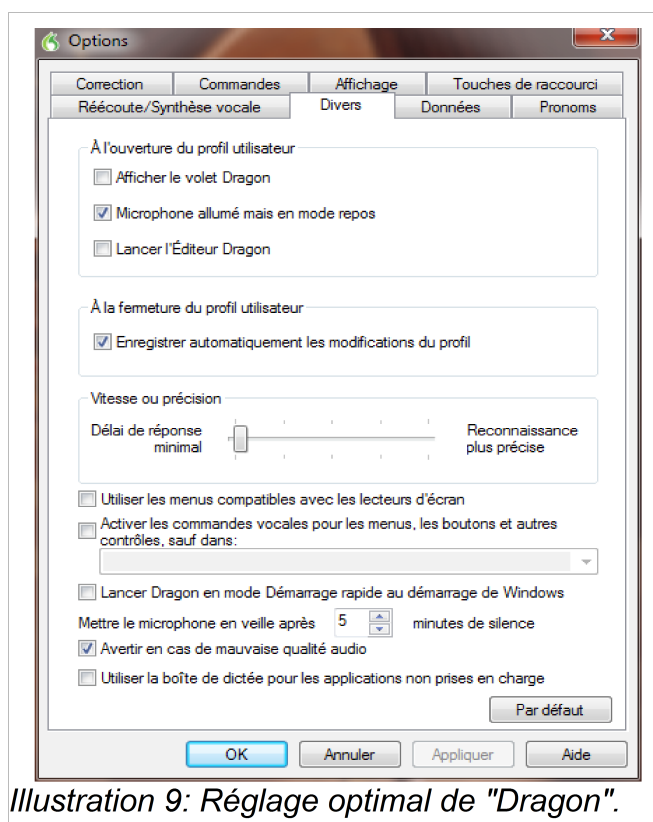 Options
Correction Commandes Affichage Touches de raccourci
Réécoute/Synthèse vocale Divers Données Pronoms
À l'ouverture du profil utilisateur
Afficher le volet Dragon
Microphone allumé mais en mode repos
Lancer l'Éditeur Dragon
À la fermeture du profil utilisateur
Enregistrer automatiquement les modifications du profil
Vitesse ou précision
Délai de réponse
minimal
Reconnaissance
plus précise
Utiliser les menus compatibles avec les lecteurs d'écran
Activer les commandes vocales pour les menus, les boutons et autres
contrôles, sauf dans:
Lancer Dragon en mode Démarrage rapide au démarrage de Windows
Mettre le microphone en veille après 5 minutes de silence
Avertir en cas de mauvaise qualité audio
Utiliser la boîte de dictée pour les applications non prises en charge
Par défaut
OK Annuler Appliquer Aide
Illustration 9: Réglage optimal de "Dragon".